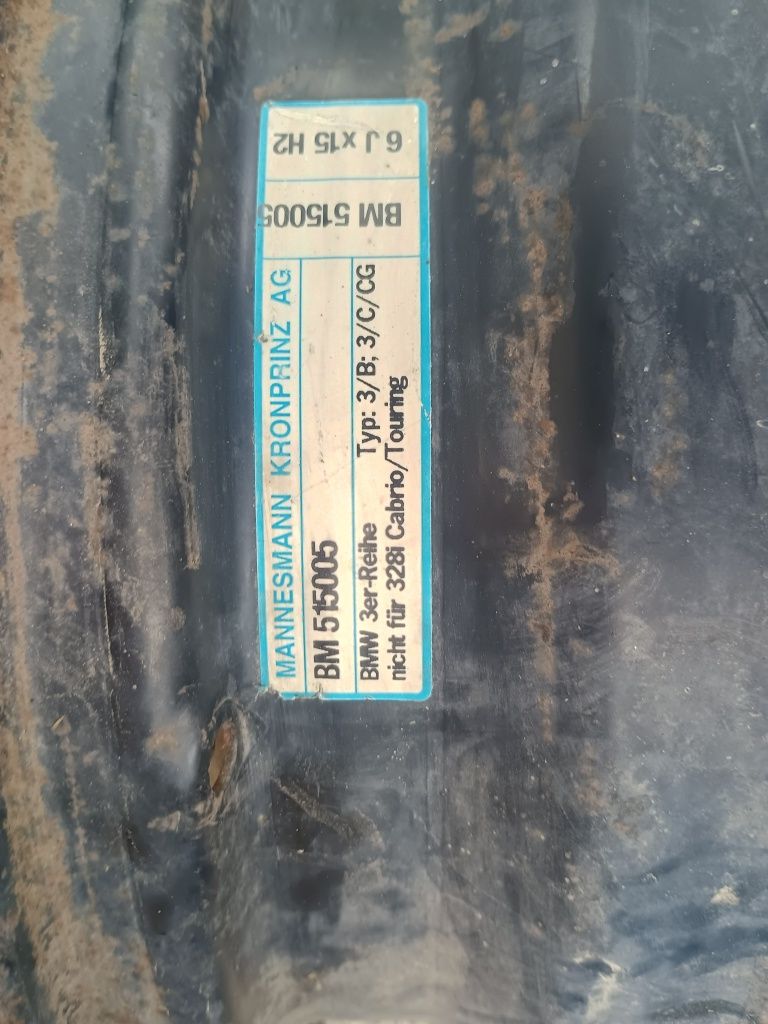 MANNESMANN KRONPRINZ AG
BM 515005
BMW 3er-Reihe Typ: 3/B; 3/C/CG
nicht für 328i Cabrio/Touring
BM 515005
6 J x15 H2